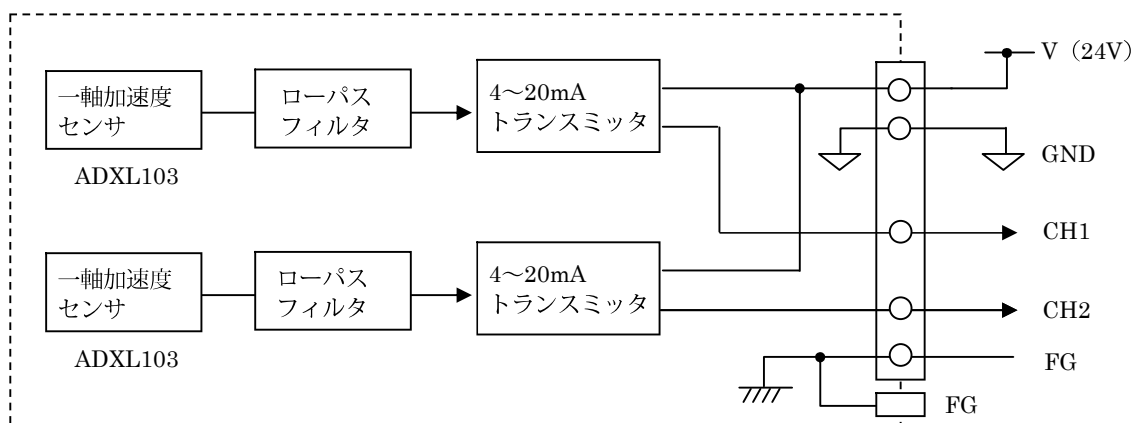 一軸加速度
センサ
ADXL103
ローパス
フィルタ
4～20mA
トランスミッタ
V（24V）
GND
CH1
一軸加速度
センサ
ADXL103
ローパス
フィルタ
4～20mA
トランスミッタ
CH2
FG
FG